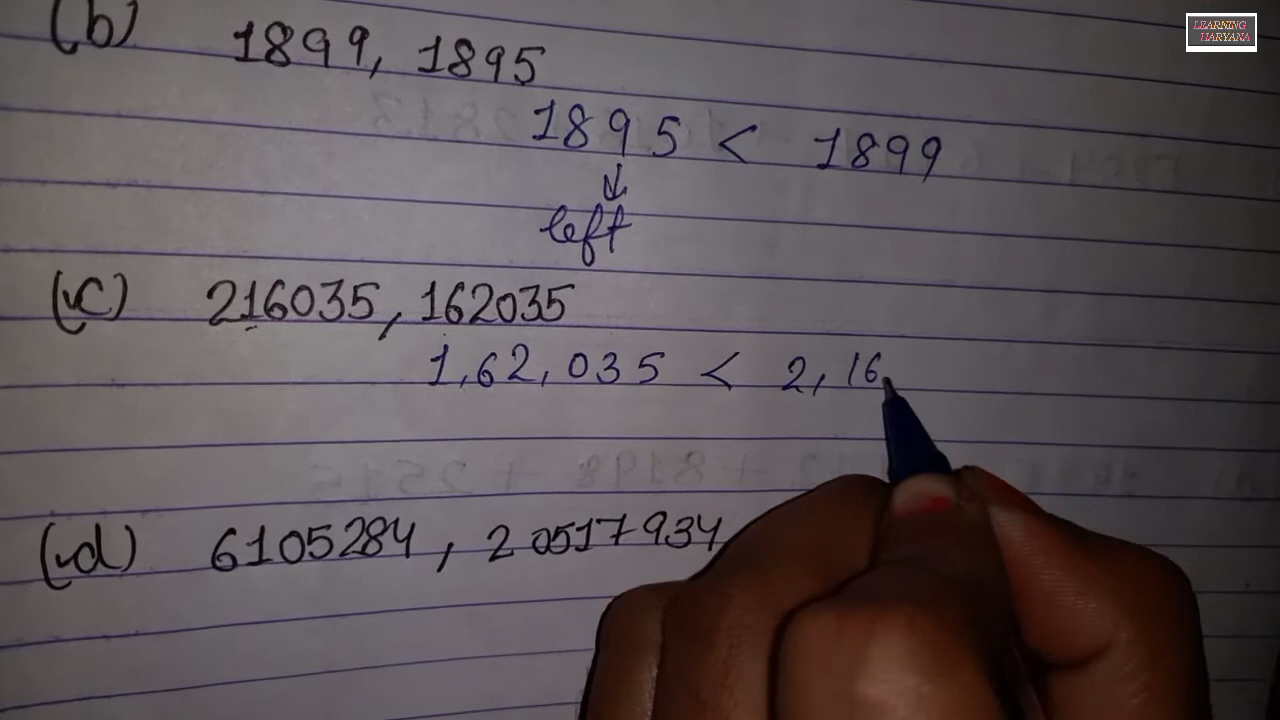 LEARNING
HARYANA
(b) 1899, 1895
1895 < 1899
↓
left
(c) 216035, 162035
1,62,035 < 2,16
(d) 6105284, 20517934